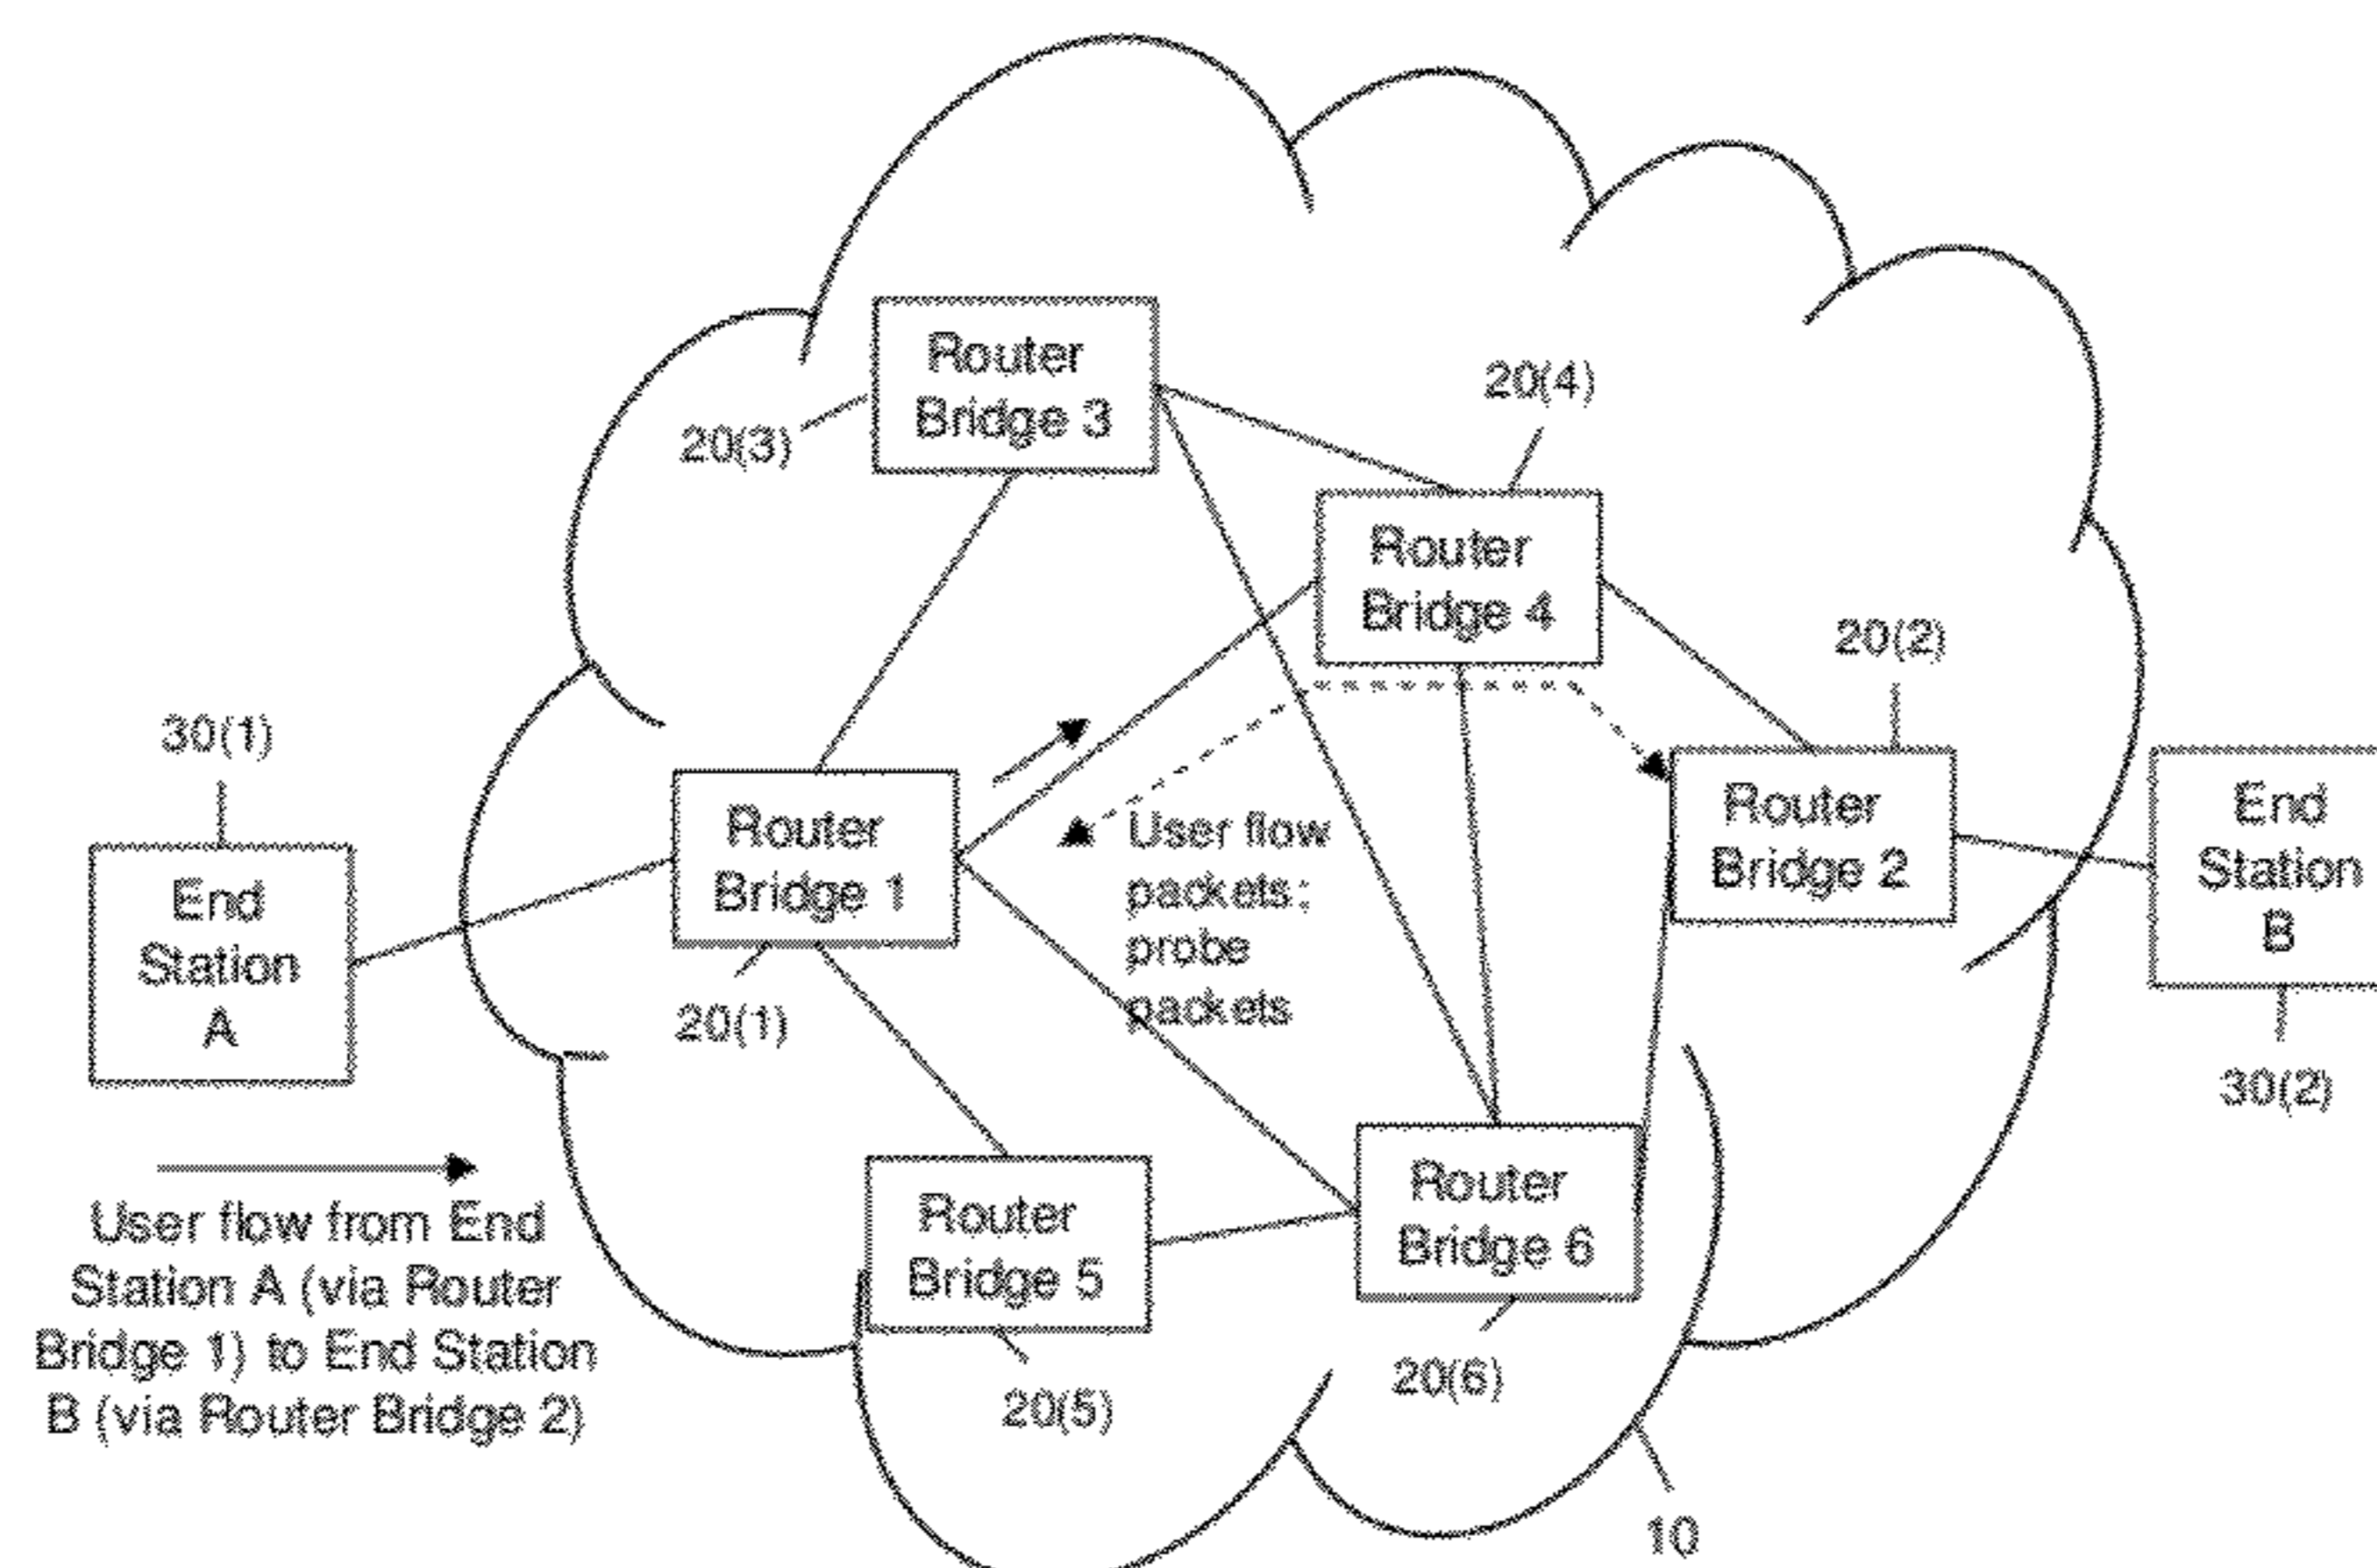 Router
Bridge 3
20(3)
20(4)
Router
Bridge 4
20(2)
30(1)
Router
Bridge 1
User flow
packets;
probe
packets
Router
Bridge 2
End
Station
B
End
Station
A
20(1)
30(2)
Router
Bridge 5
Router
Bridge 6
User flow from End
Station A (via Router
Bridge 1) to End Station
B (via Router Bridge 2)
20(5)
20(6)
10